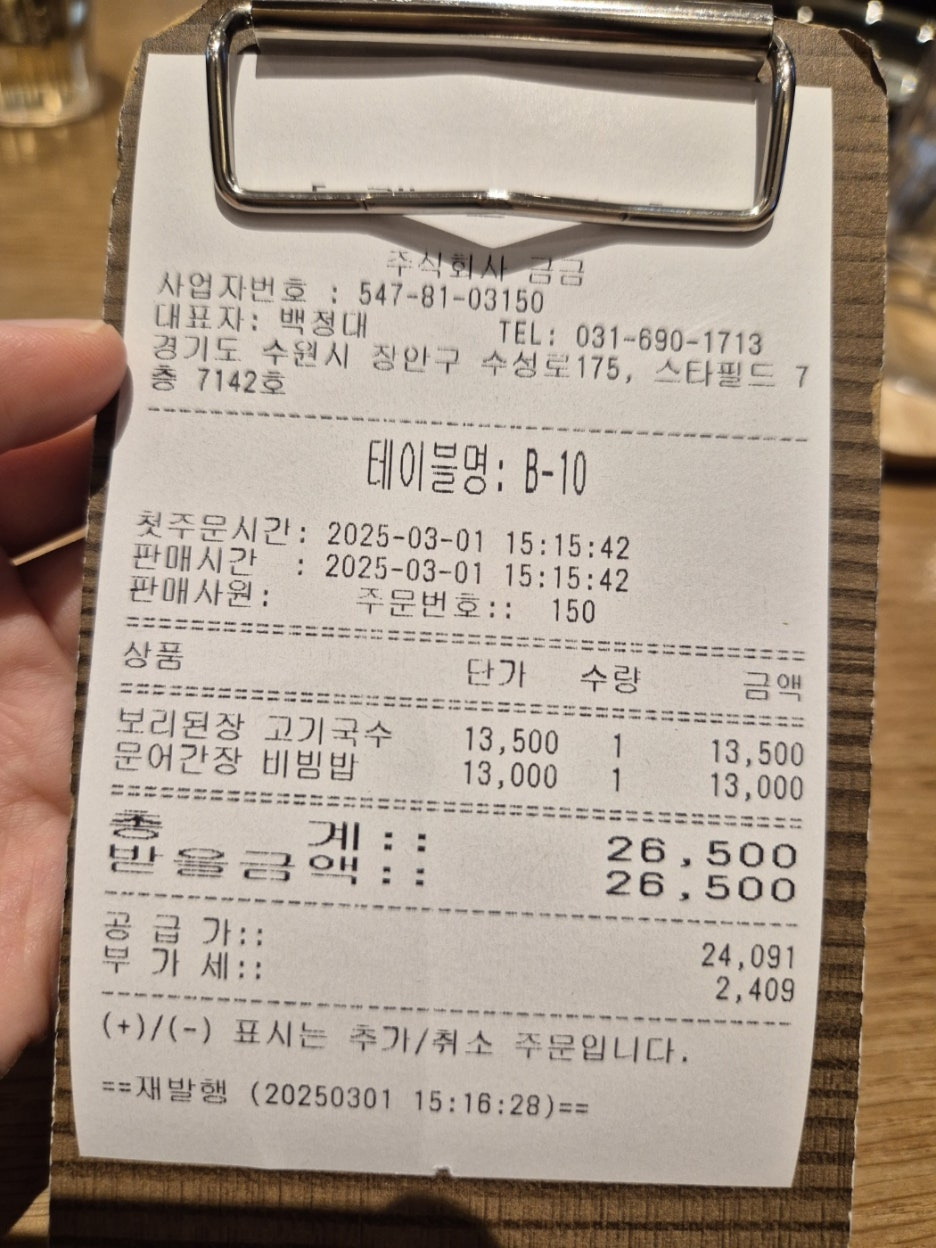 주식회사 금금
사업자번호 : 547-81-03150
대표자: 백정대 TEL: 031-690-1713
경기도 수원시 장안구 수성로175, 스타필드 7
층 7142호
테이블명: B-10
첫주문시간: 2025-03-01 15:15:42
판매시간 : 2025-03-01 15:15:42
판매사원: 주문번호:: 150
상품 단가 수량 금액
보리된장 고기국수 13,500 1 13,500
문어간장 비빔밥 13,000 1 13,000
총 계:: 26,500
받을금액:: 26,500
공 급 가:: 24,091
부 가 세:: 2,409
(+)/(-) 표시는 추가/취소 주문입니다.
==재발행 (20250301 15:16:28)==